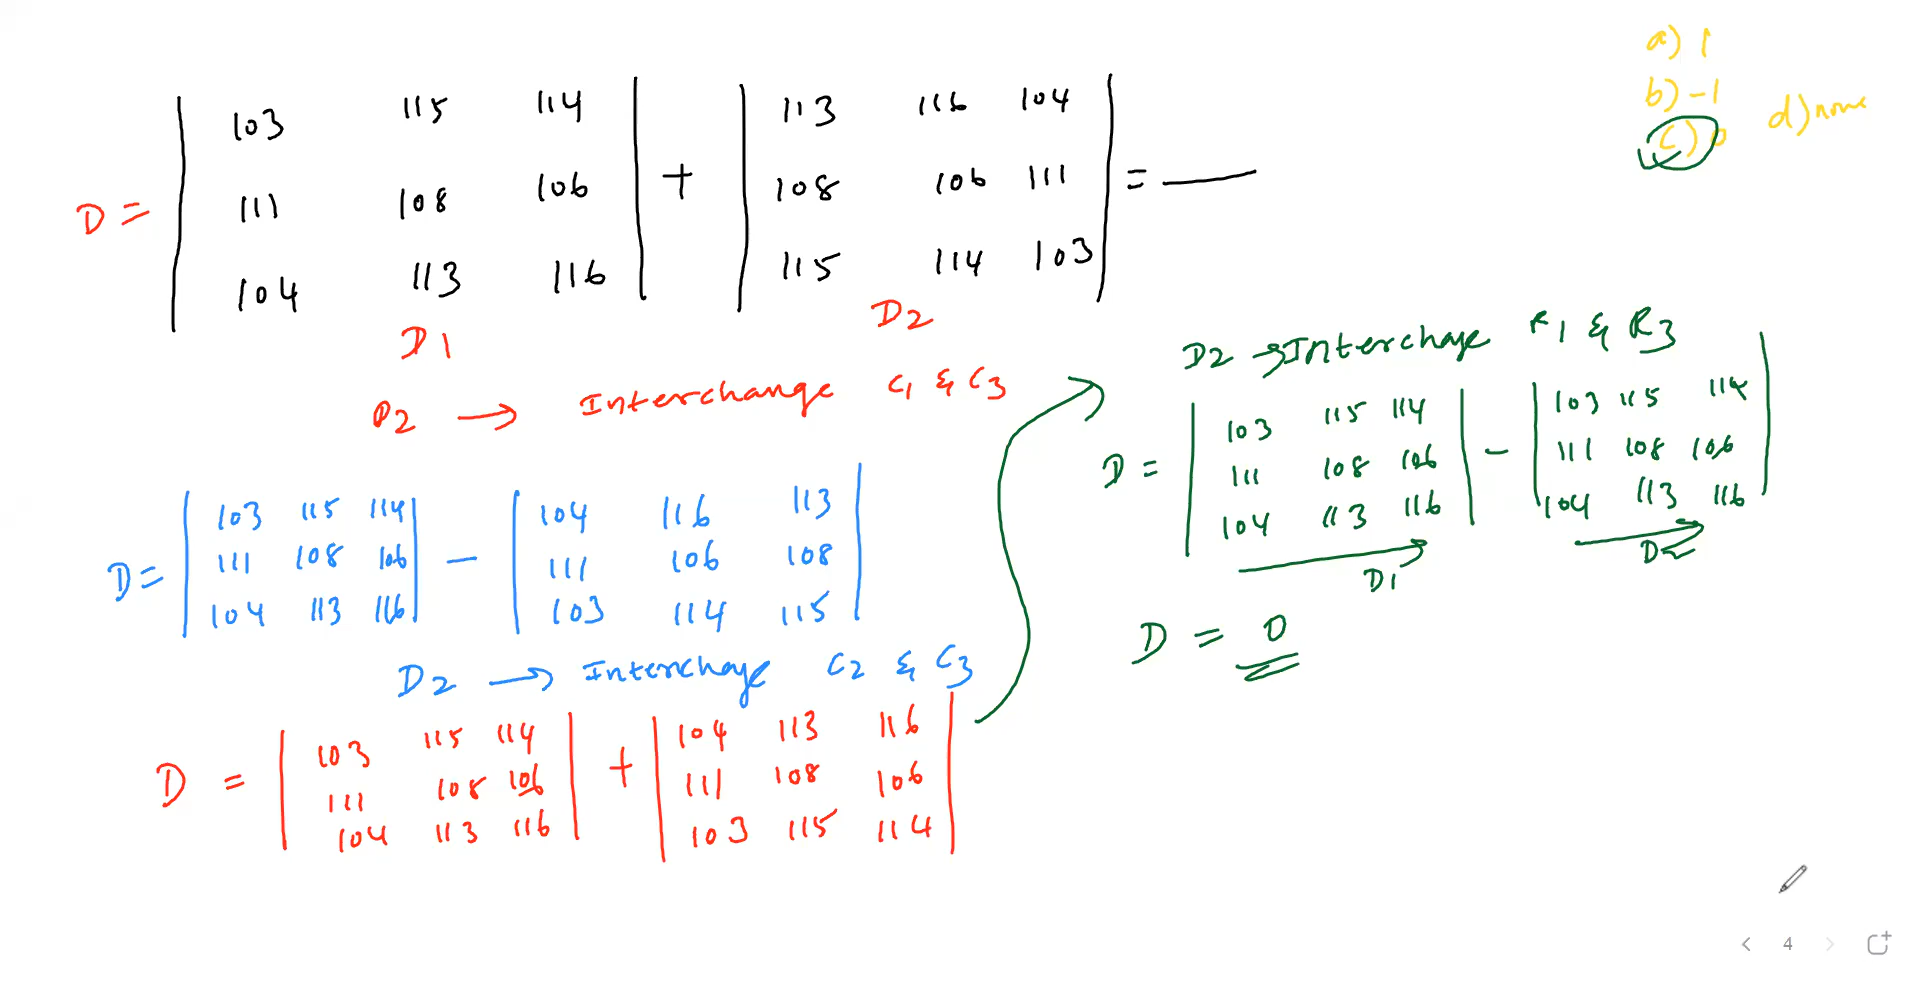 a) 1
b) -1
c) 0 d) none
D = | 103 115 114 | + | 113 116 104 | = ___
| 111 108 106 | | 108 106 111 |
| 104 113 116 | | 115 114 103 |
D1 D2
D2 → Interchange C1 & C3
D = | 103 115 114 | - | 104 116 113 |
| 111 108 106 | | 111 106 108 |
| 104 113 116 | | 103 114 115 |
D2 → Interchage C2 & C3
D = | 103 115 114 | + | 104 113 116 |
| 111 108 106 | | 111 108 106 |
| 104 113 116 | | 103 115 114 |
D2 → Interchage R1 & R3
D = | 103 115 114 | - | 103 115 114 |
| 111 108 106 | | 111 108 106 |
| 104 113 116 | | 104 113 116 |
D1 D2
D = 0
4